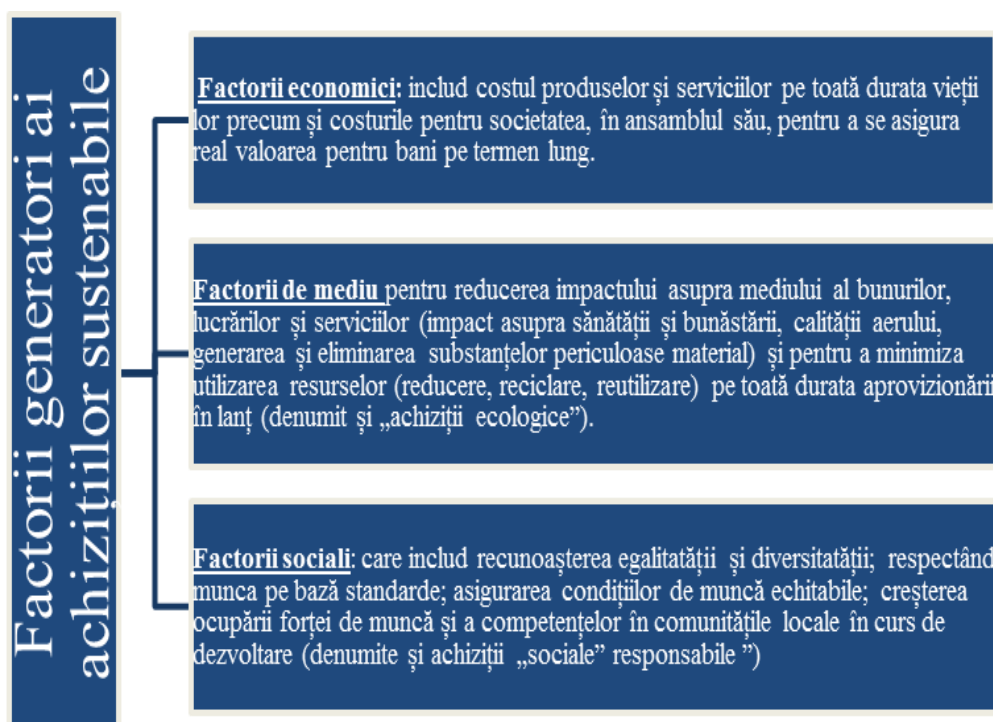 Factorii generatori ai
achizițiilor sustenabile
Factorii economici: includ costul produselor și serviciilor pe toată durata vieții
lor precum și costurile pentru societatea, în ansamblul său, pentru a se asigura
real valoarea pentru bani pe termen lung.
Factorii de mediu pentru reducerea impactului asupra mediului al bunurilor,
lucrărilor și serviciilor (impact asupra sănătății și bunăstării, calității aerului,
generarea și eliminarea substanțelor periculoase material) și pentru a minimiza
utilizarea resurselor (reducere, reciclare, reutilizare) pe toată durata aprovizionării
în lanț (denumit și „achiziții ecologice”).
Factorii sociali: care includ recunoașterea egalitatății și diversitatății; respectând
munca pe bază standarde; asigurarea condițiilor de muncă echitabile; creșterea
ocupării forței de muncă și a competențelor în comunitățile locale în curs de
dezvoltare (denumite și achiziții „sociale” responsabile ”)